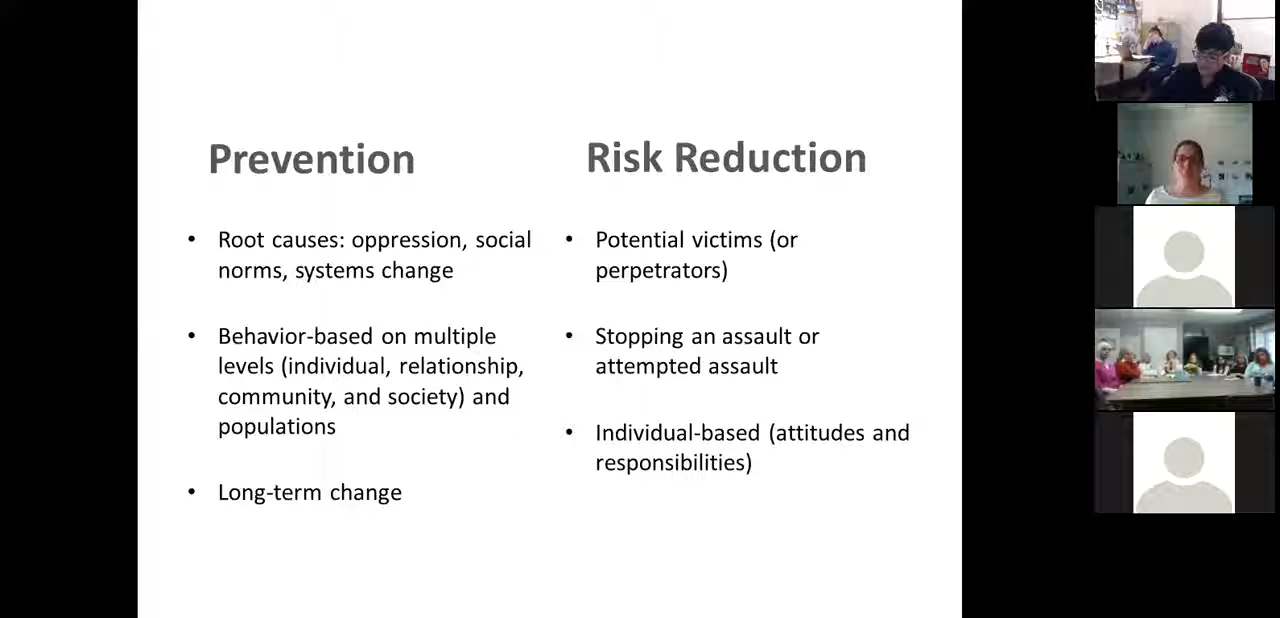 Prevention
• Root causes: oppression, social
norms, systems change
• Behavior-based on multiple
levels (individual, relationship,
community, and society) and
populations
• Long-term change
Risk Reduction
• Potential victims (or
perpetrators)
• Stopping an assault or
attempted assault
• Individual-based (attitudes and
responsibilities)